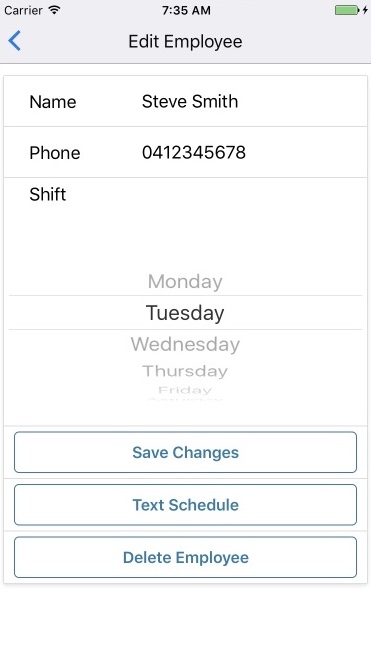 Carrier 7:35 AM
Edit Employee
Name Steve Smith
Phone 0412345678
Shift
Monday
Tuesday
Wednesday
Thursday
Friday
Save Changes
Text Schedule
Delete Employee